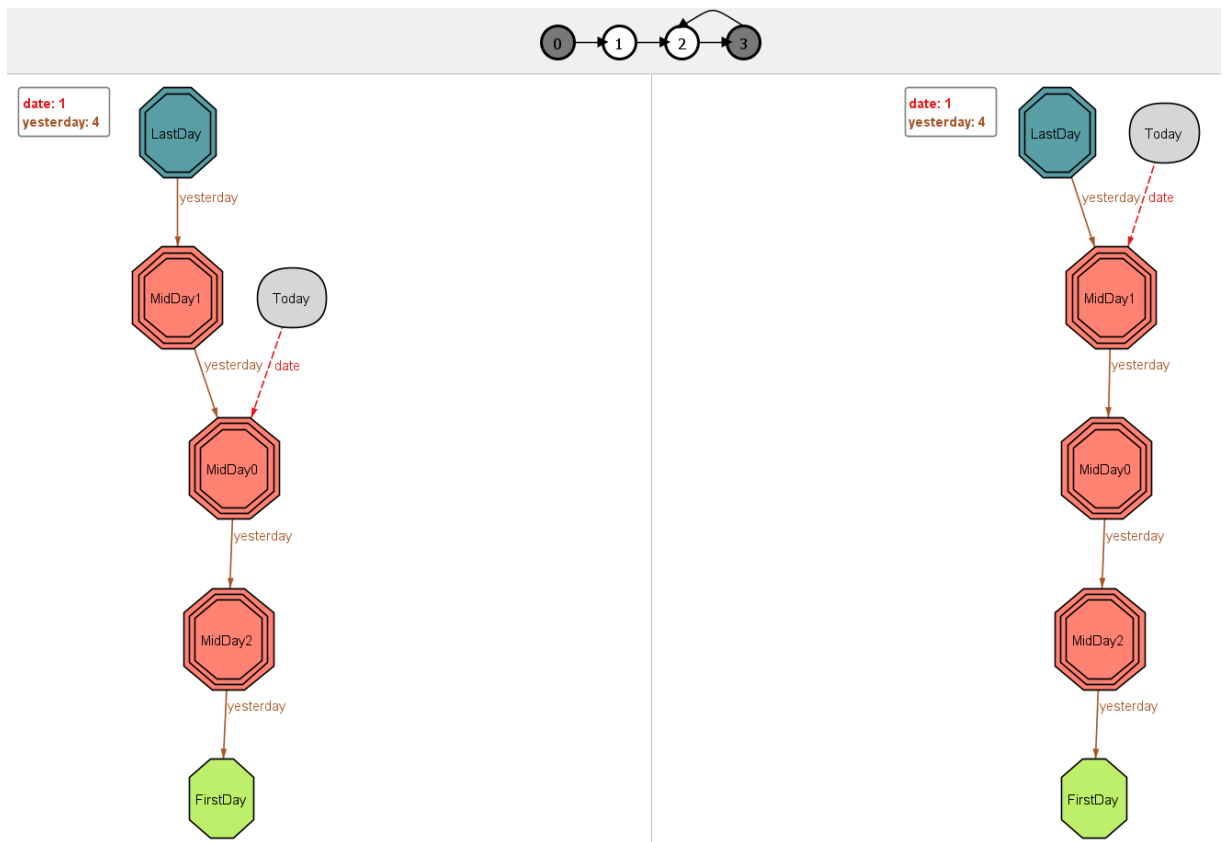 0 1 2 3
date: 1
yesterday: 4
LastDay
yesterday
MidDay1
Today
yesterday
date
MidDay0
yesterday
MidDay2
yesterday
FirstDay
date: 1
yesterday: 4
LastDay
Today
yesterday
date
MidDay1
yesterday
MidDay0
yesterday
MidDay2
yesterday
FirstDay